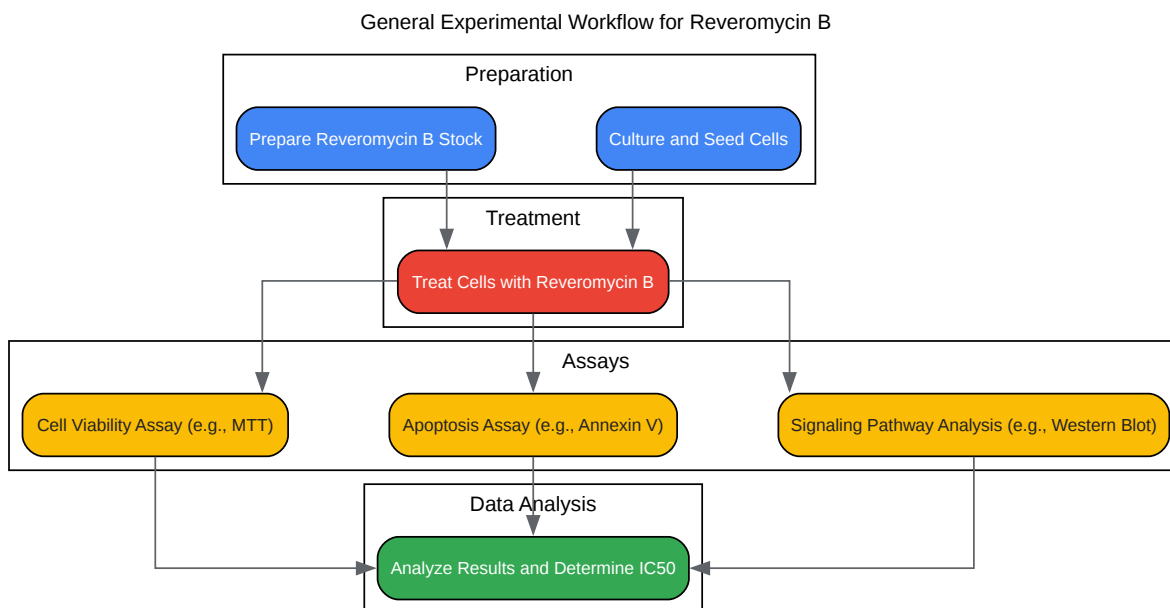 General Experimental Workflow for Reveromycin B
Preparation
Prepare Reveromycin B Stock
Culture and Seed Cells
Treatment
Treat Cells with Reveromycin B
Assays
Cell Viability Assay (e.g., MTT)
Apoptosis Assay (e.g., Annexin V)
Signaling Pathway Analysis (e.g., Western Blot)
Data Analysis
Analyze Results and Determine IC50